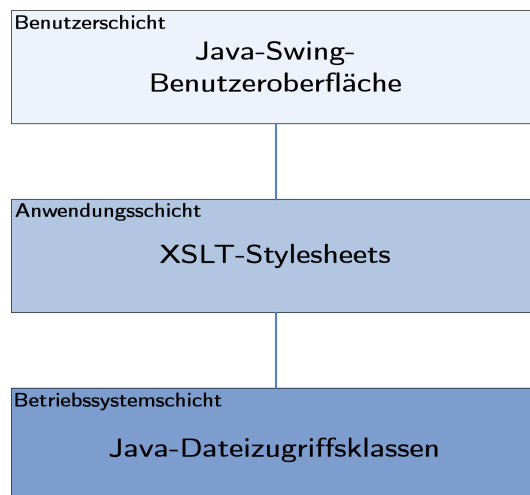 Benutzerschicht
Java-Swing-
Benutzeroberfläche
Anwendungsschicht
XSLT-Stylesheets
Betriebssystemschicht
Java-Dateizugriffsklassen